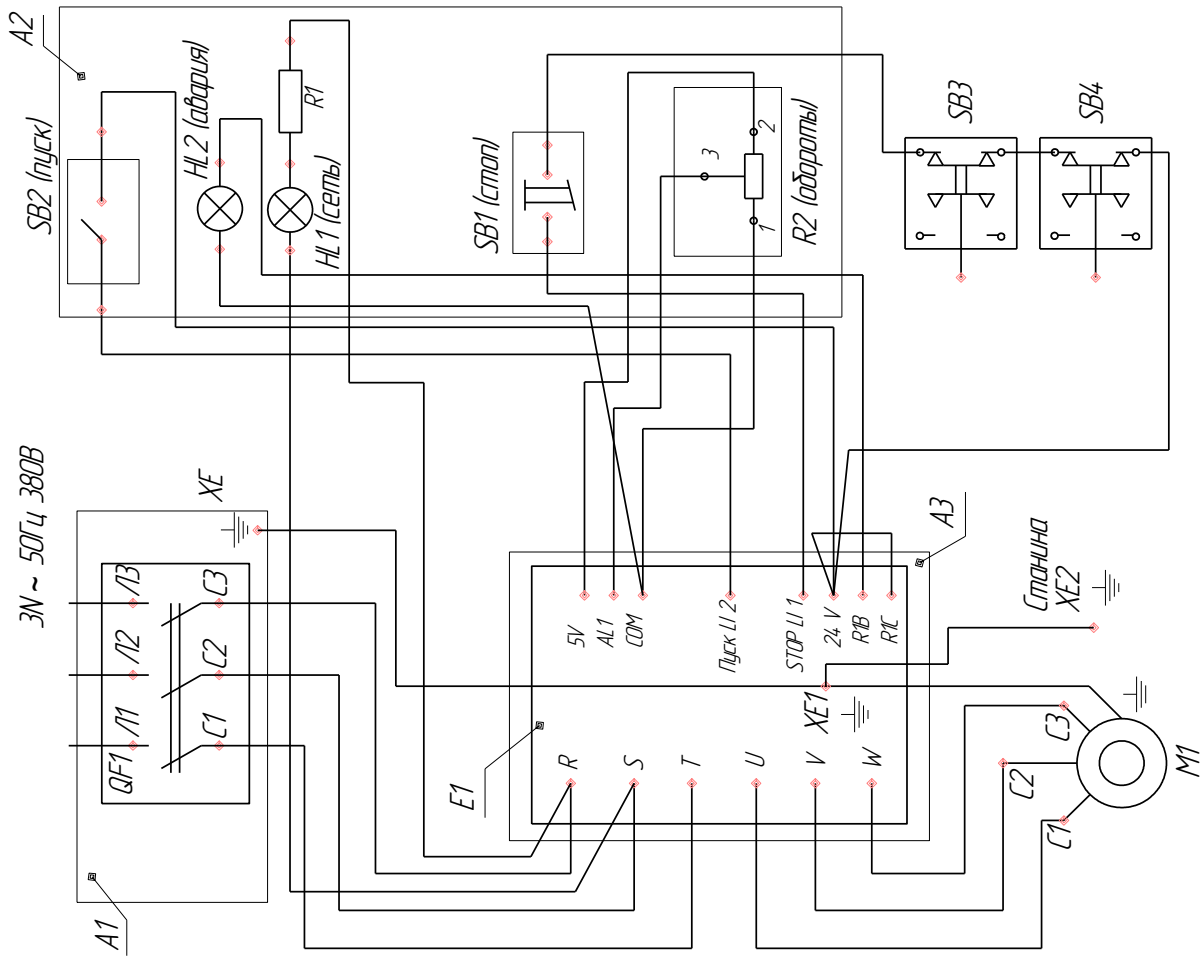 3N ~ 50Гц 380В
A2
SB2 (пуск)
HL2 (авария)
R1
HL1 (сеть)
SB1 (стоп)
1
3
2
R2 (обороты)
SB3
SB4
A1
QF1
Л1
Л2
Л3
C1
C2
C3
XE
A3
E1
5V
AL1
COM
Пуск LI 2
STOP LI 1
24 V
R1B
R1C
XE1
R
S
T
U
V
W
Станина
XE2
C1
C2
C3
M1